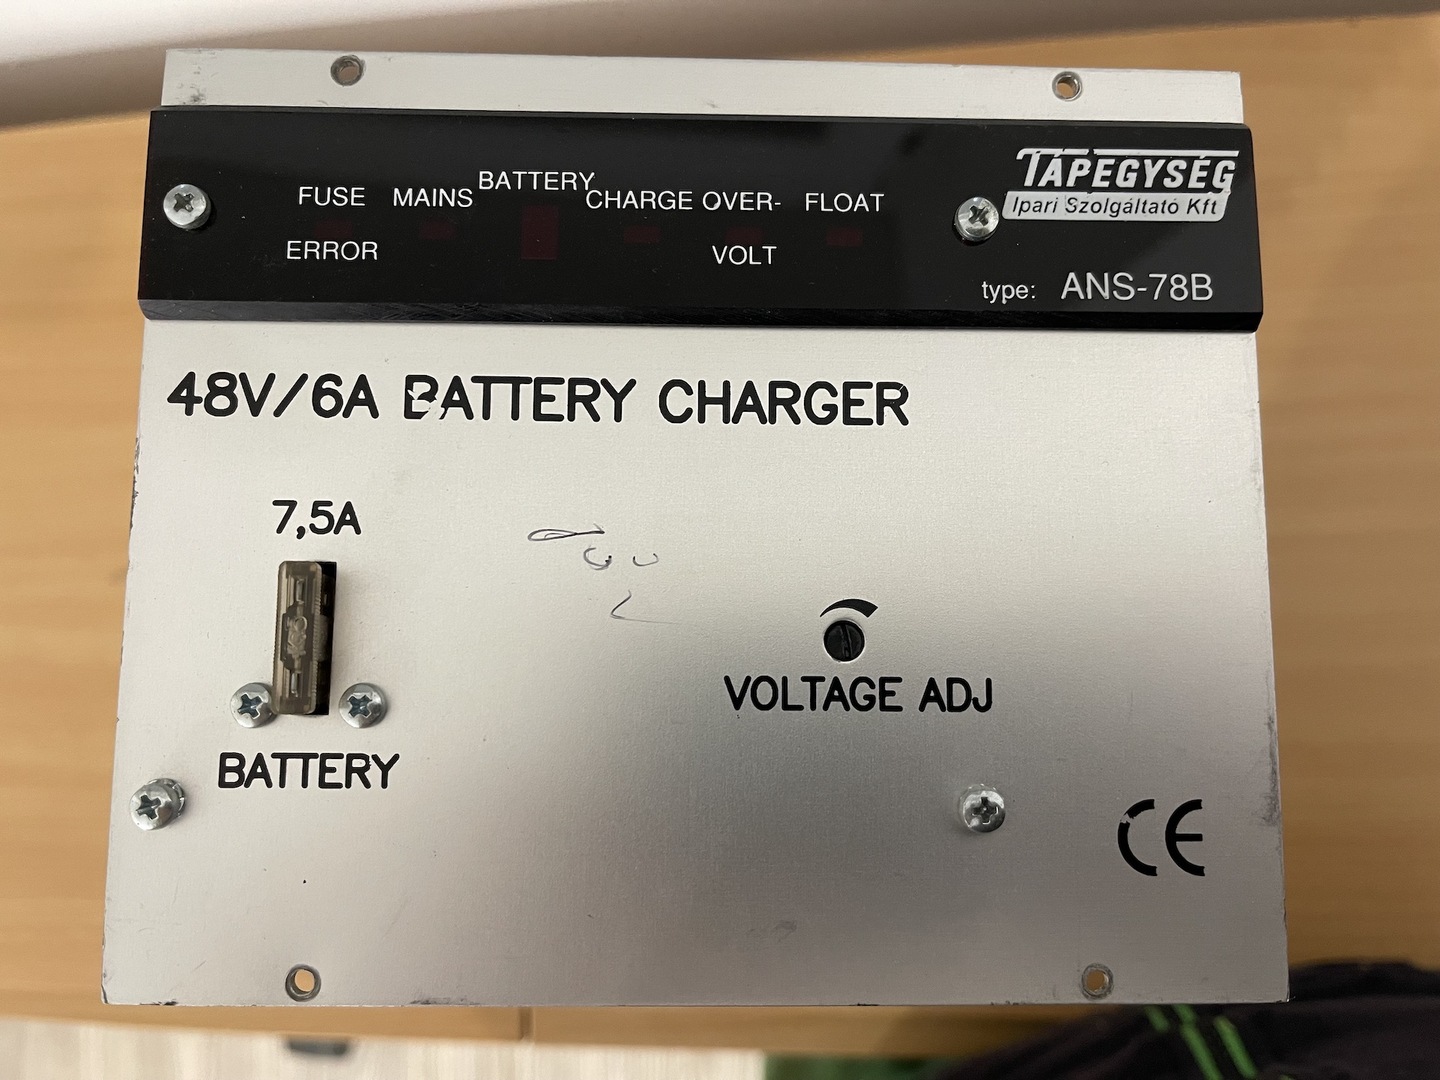 FUSE MAINS BATTERY CHARGE OVER- FLOAT
ERROR VOLT
TÁPEGYSÉG
Ipari Szolgáltató Kft
type: ANS-78B
48V/6A BATTERY CHARGER
7,5A
BATTERY
VOLTAGE ADJ
CE